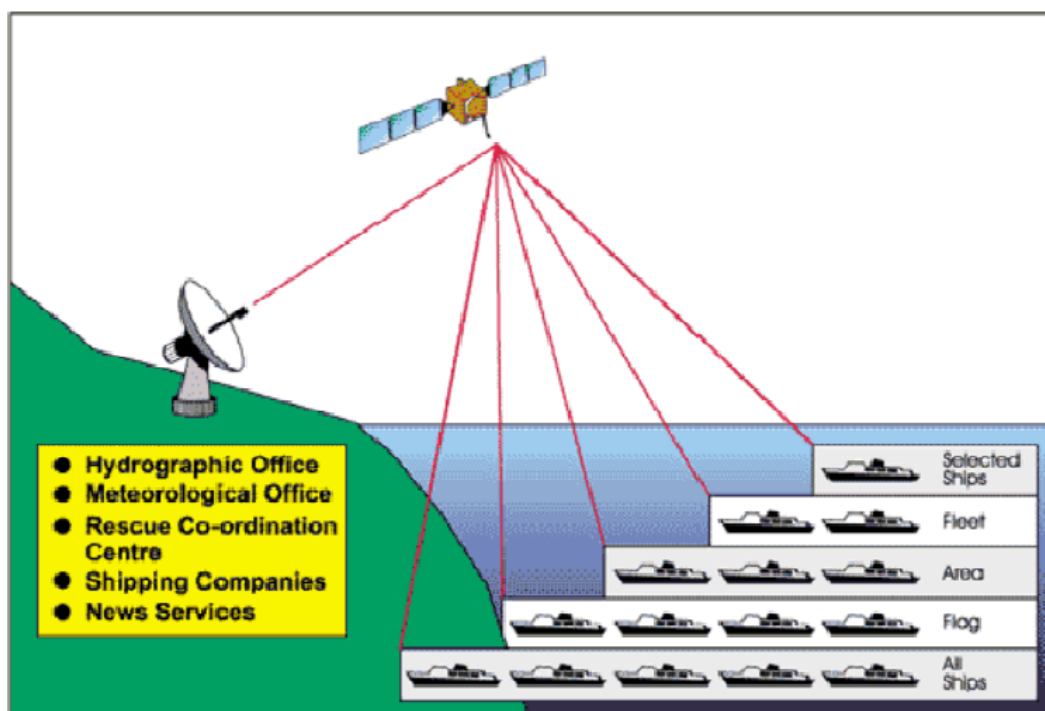 Hydrographic Office
Meteorological Office
Rescue Co-ordination
Centre
Shipping Companies
News Services
Selected
Ships
Fleet
Area
Flag
All
Ships